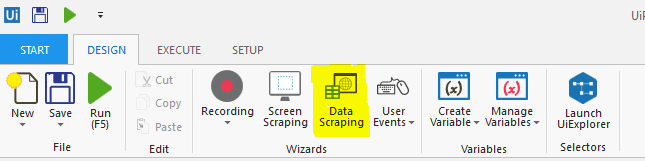 Ui
UiP
START DESIGN EXECUTE SETUP
New
Save
Run
(F5)
File
Cut
Copy
Paste
Edit
Recording
Screen
Scraping
Data
Scraping
User
Events
Wizards
Create
Variable
Manage
Variables
Variables
Launch
UiExplorer
Selectors